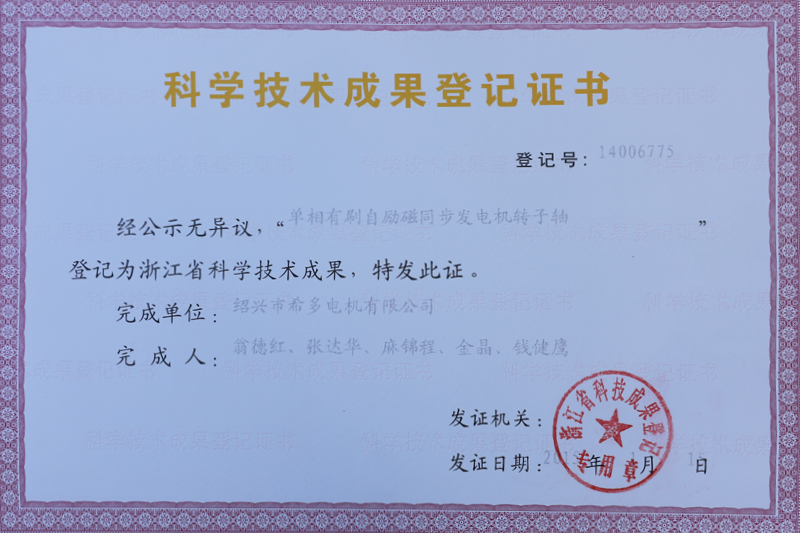 科学技术成果登记证书
登记号：14006775
经公示无异议，“单相有刷自励磁同步发电机转子轴”
登记为浙江省科学技术成果，特发此证。
完成单位：绍兴市希多电机有限公司
完成人：翁德红、张达华、麻锦程、金晶、钱健鹰
发证机关：
浙江省科技成果登记
专用章
发证日期：201 年 1月 15日